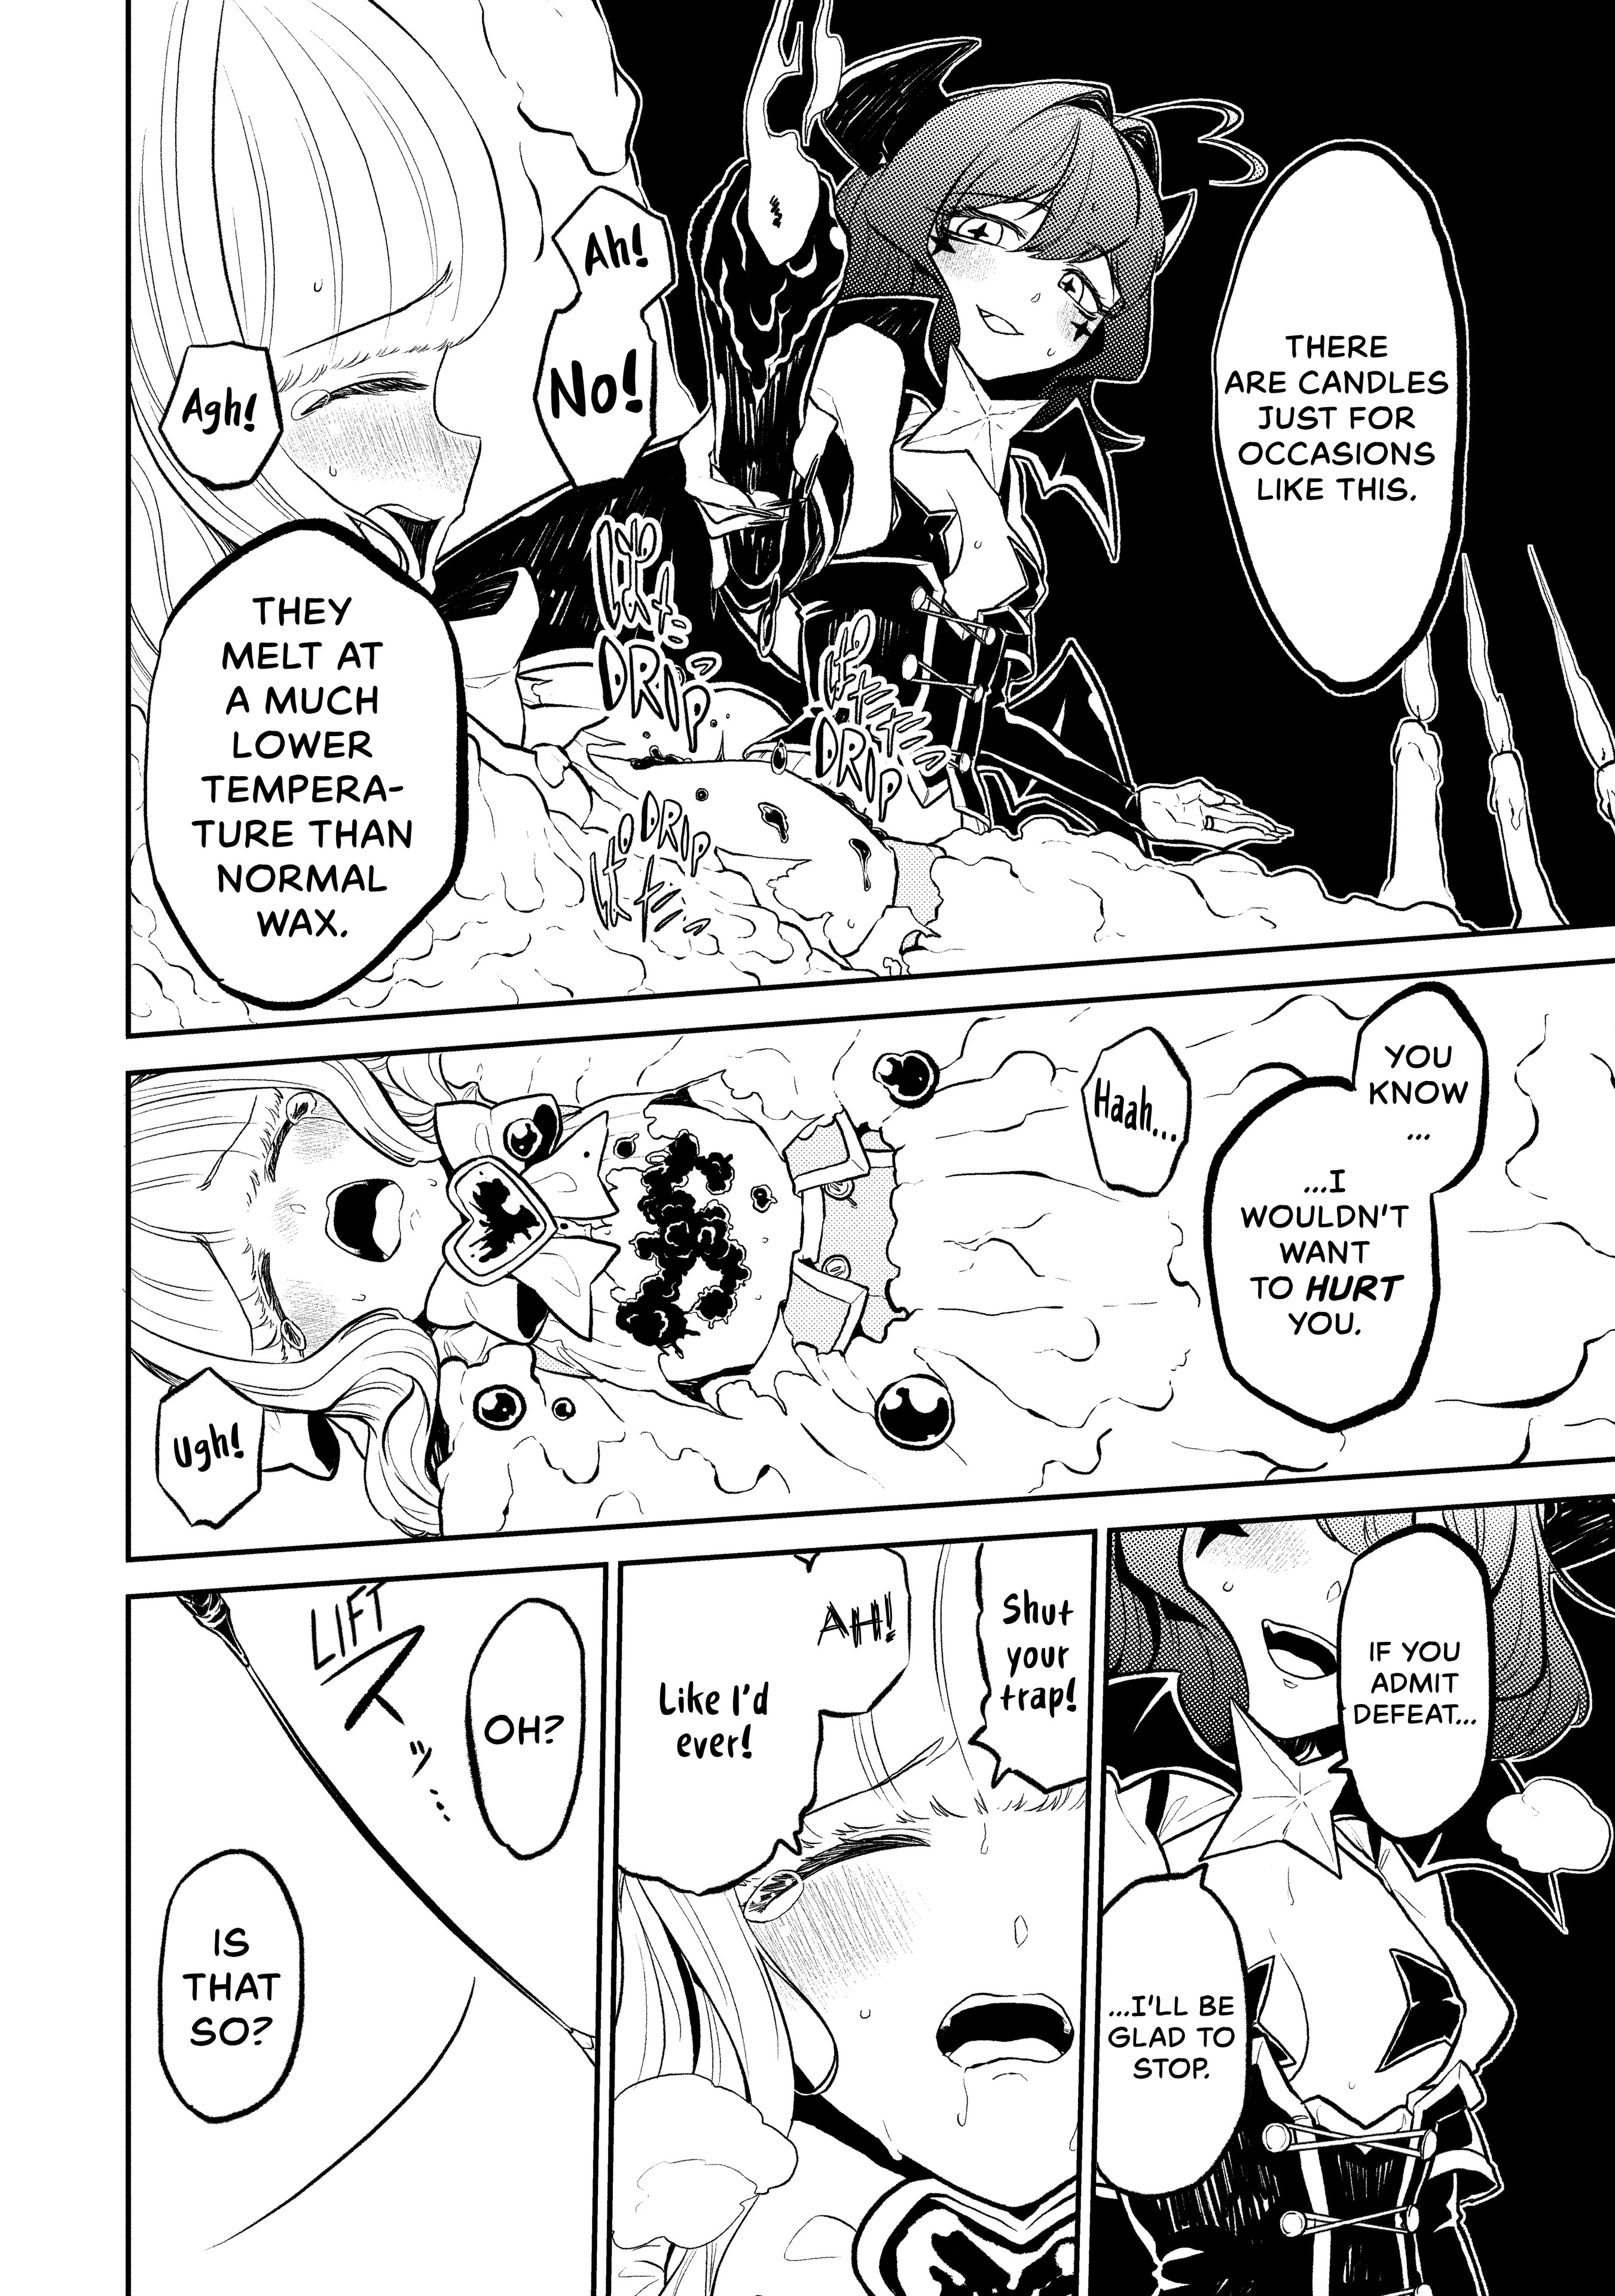 THERE
ARE CANDLES
JUST FOR
OCCASIONS
LIKE THIS.
Ah!
No!
Agh!
THEY
MELT AT
A MUCH
LOWER
TEMPERA-
TURE THAN
NORMAL
WAX.
DRIP
DRIP
DRIP
YOU
KNOW
...
...I
WOULDN'T
WANT
TO HURT
YOU.
Haah...
Ugh!
IF YOU
ADMIT
DEFEAT...
...I'LL BE
GLAD TO
STOP.
Shut
your
trap!
AH!
Like I'd
ever!
OH?
LIFT
スッ...
IS
THAT
SO?